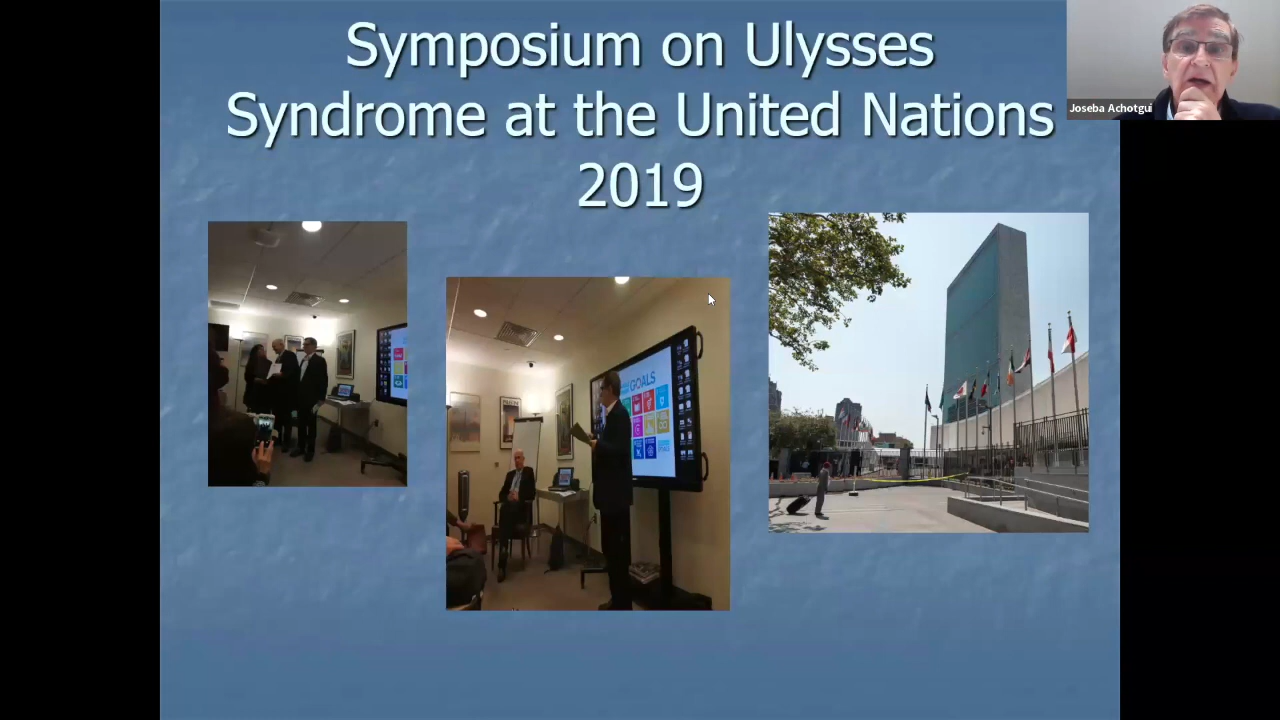 Symposium on Ulysses
Syndrome at the United Nations
2019
Joseba Achotgui
GOALS